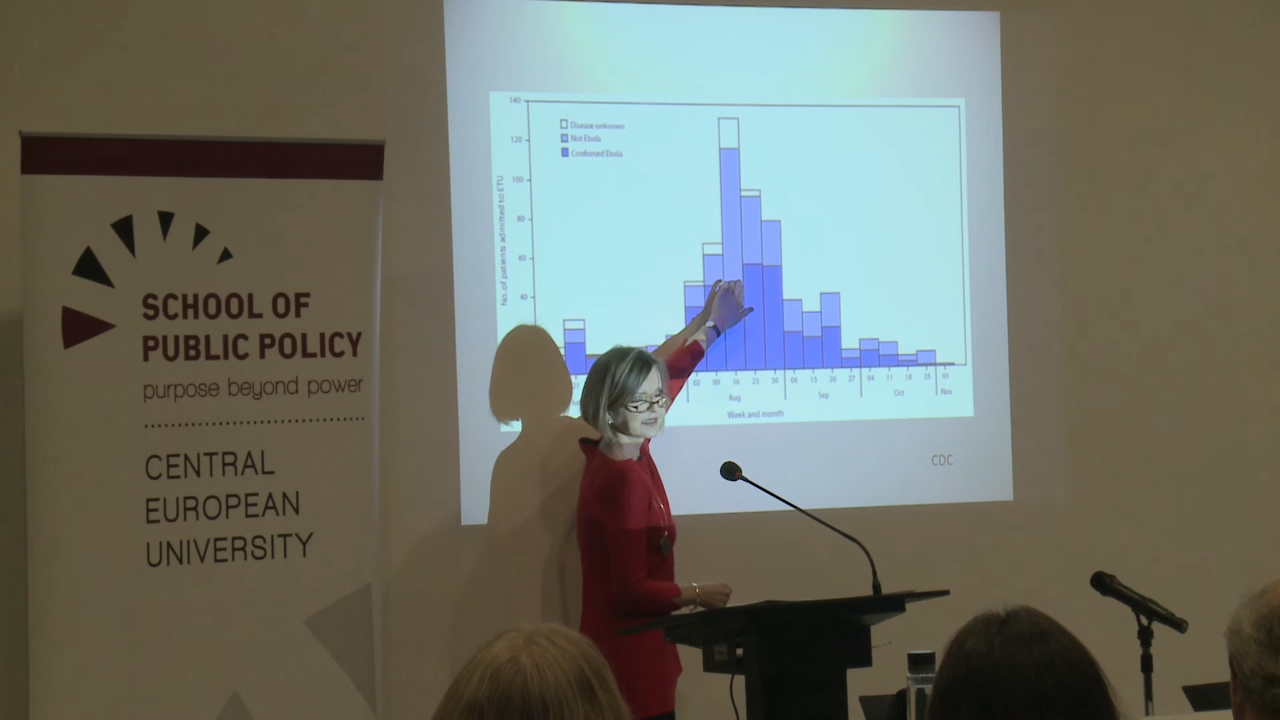 SCHOOL OF
PUBLIC POLICY
purpose beyond power
CENTRAL
EUROPEAN
UNIVERSITY
140
120
100
80
60
40
No. of patients admitted to ETU
Disease unknown
Not Ebola
Confirmed Ebola
02 09 16 23 30 06 13 20 27 04 11 18 25 01
Aug Sep Oct Nov
Week and month
CDC